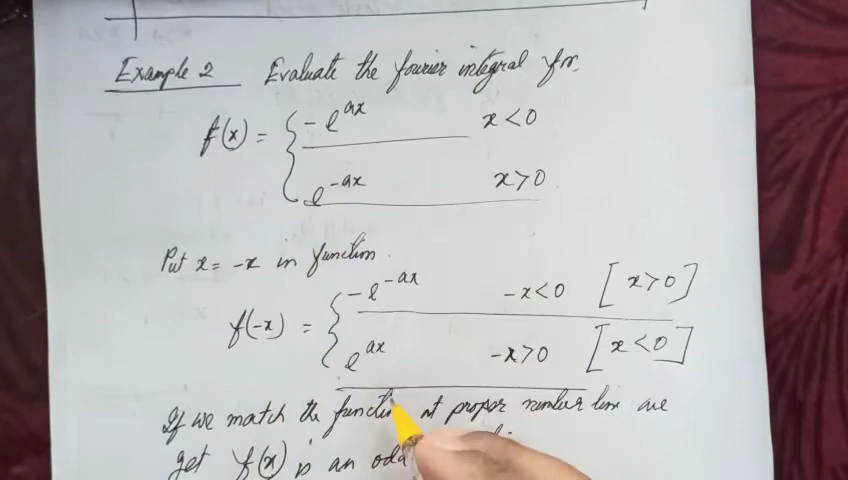 Example 2 Evaluate the fourier integral for
f(x) = { -e^ax x<0
e^-ax x>0
Put x = -x in function.
f(-x) = { -e^-ax -x<0 [x>0]
e^ax -x>0 [x<0]
If we match the function at proper number line we
get f(x) is an odd